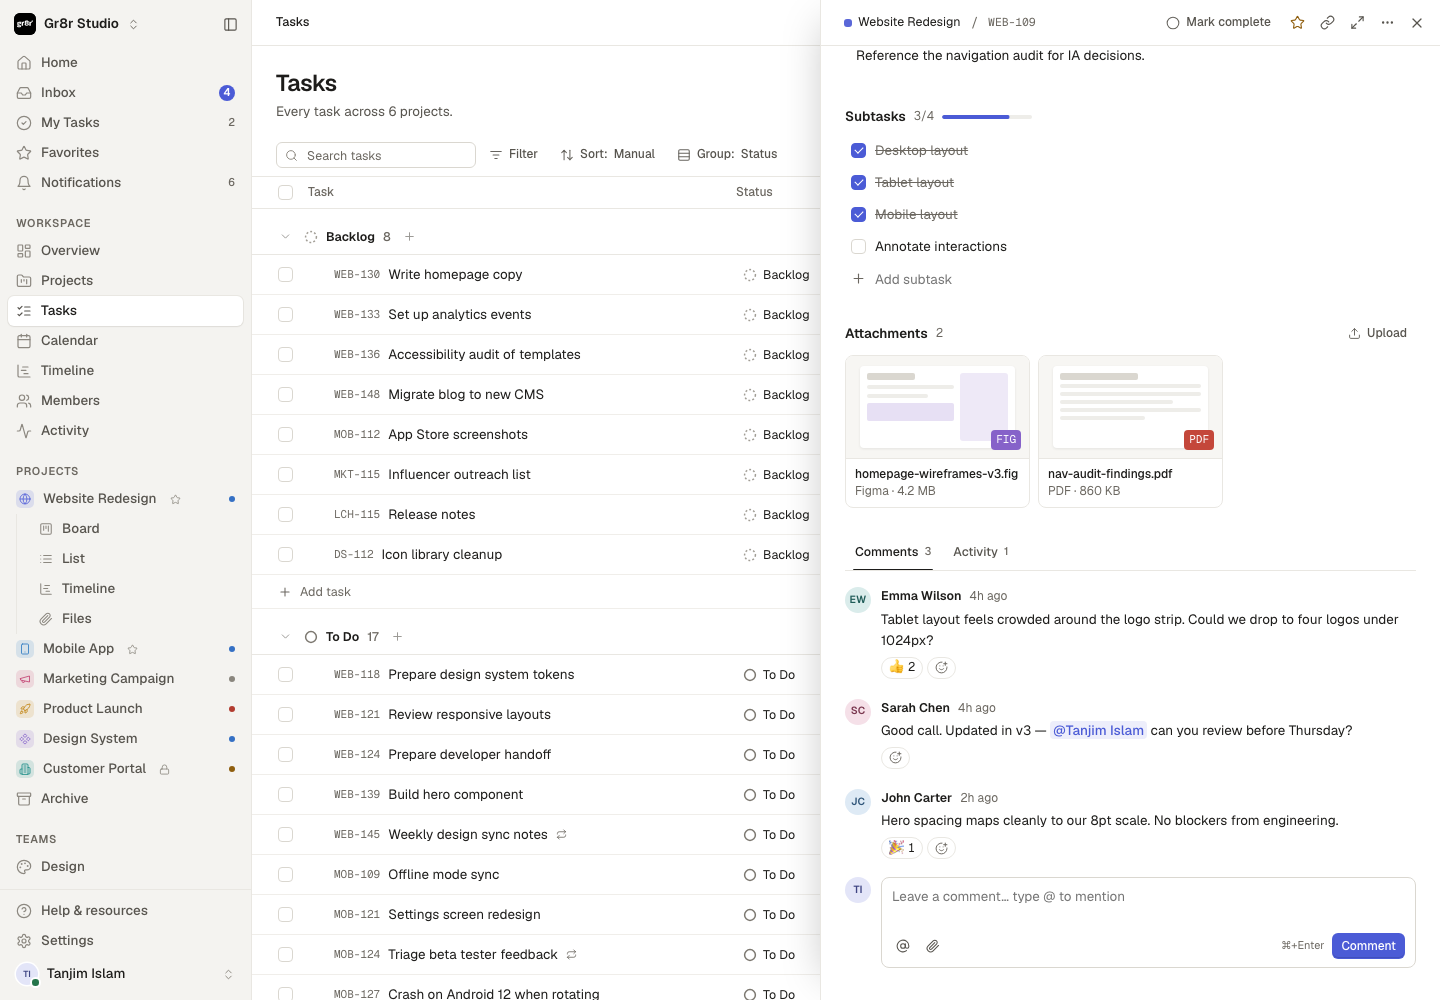 gr8r Gr8r Studio
Home
Inbox 4
My Tasks 2
Favorites
Notifications 6
WORKSPACE
Overview
Projects
Tasks
Calendar
Timeline
Members
Activity
PROJECTS
Website Redesign
Board
List
Timeline
Files
Mobile App
Marketing Campaign
Product Launch
Design System
Customer Portal
Archive
TEAMS
Design
Help & resources
Settings
TI Tanjim Islam
Tasks
Tasks
Every task across 6 projects.
Search tasks Filter Sort: Manual Group: Status
Task Status
Backlog 8
WEB-130 Write homepage copy Backlog
WEB-133 Set up analytics events Backlog
WEB-136 Accessibility audit of templates Backlog
WEB-148 Migrate blog to new CMS Backlog
MOB-112 App Store screenshots Backlog
MKT-115 Influencer outreach list Backlog
LCH-115 Release notes Backlog
DS-112 Icon library cleanup Backlog
Add task
To Do 17
WEB-118 Prepare design system tokens To Do
WEB-121 Review responsive layouts To Do
WEB-124 Prepare developer handoff To Do
WEB-139 Build hero component To Do
WEB-145 Weekly design sync notes To Do
MOB-109 Offline mode sync To Do
MOB-121 Settings screen redesign To Do
MOB-124 Triage beta tester feedback To Do
MOB-127 Crash on Android 12 when rotating To Do
Website Redesign / WEB-109 Mark complete
Reference the navigation audit for IA decisions.
Subtasks 3/4
Desktop layout
Tablet layout
Mobile layout
Annotate interactions
Add subtask
Attachments 2 Upload
FIG PDF
homepage-wireframes-v3.fig nav-audit-findings.pdf
Figma · 4.2 MB PDF · 860 KB
Comments 3 Activity 1
EW Emma Wilson 4h ago
Tablet layout feels crowded around the logo strip. Could we drop to four logos under
1024px?
👍 2
SC Sarah Chen 4h ago
Good call. Updated in v3 — @Tanjim Islam can you review before Thursday?
JC John Carter 2h ago
Hero spacing maps cleanly to our 8pt scale. No blockers from engineering.
🎉 1
TI Leave a comment… type @ to mention
⌘+Enter Comment